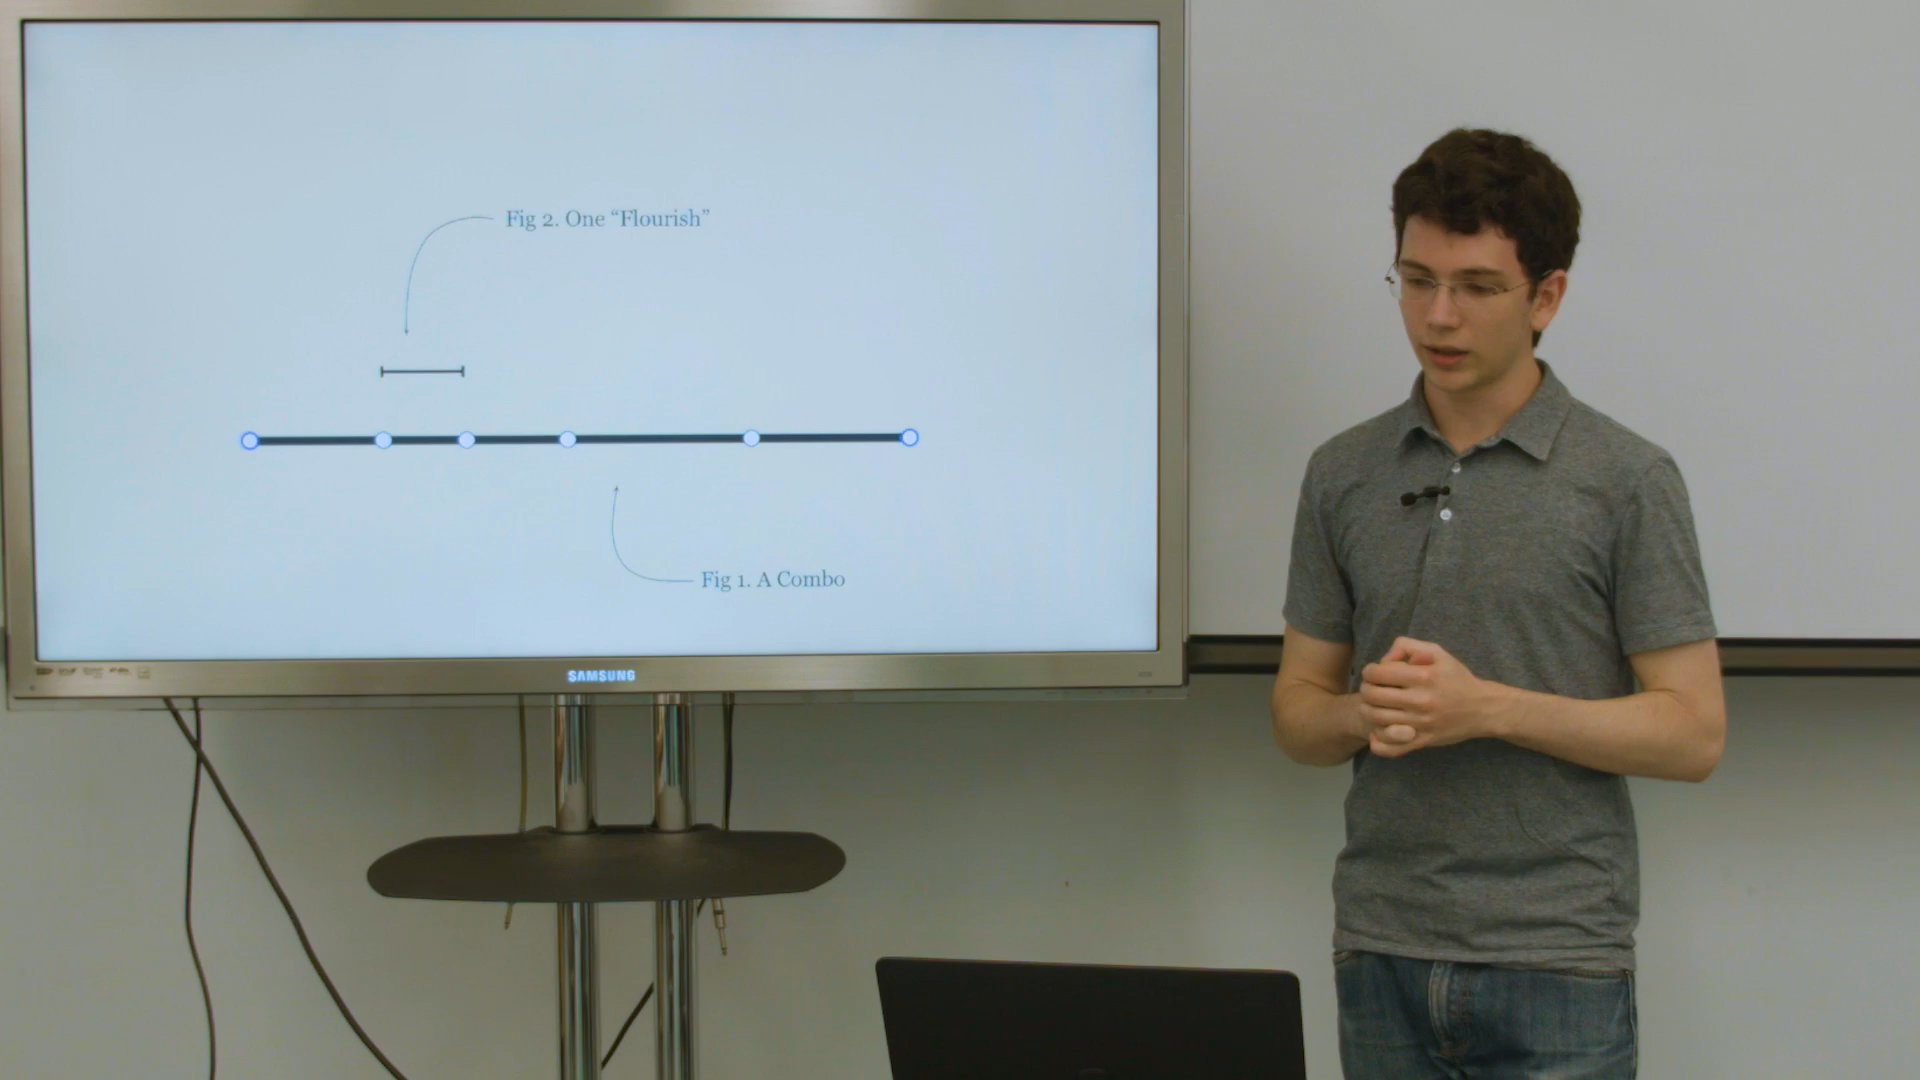 Fig 2. One “Flourish”
Fig 1. A Combo
SAMSUNG